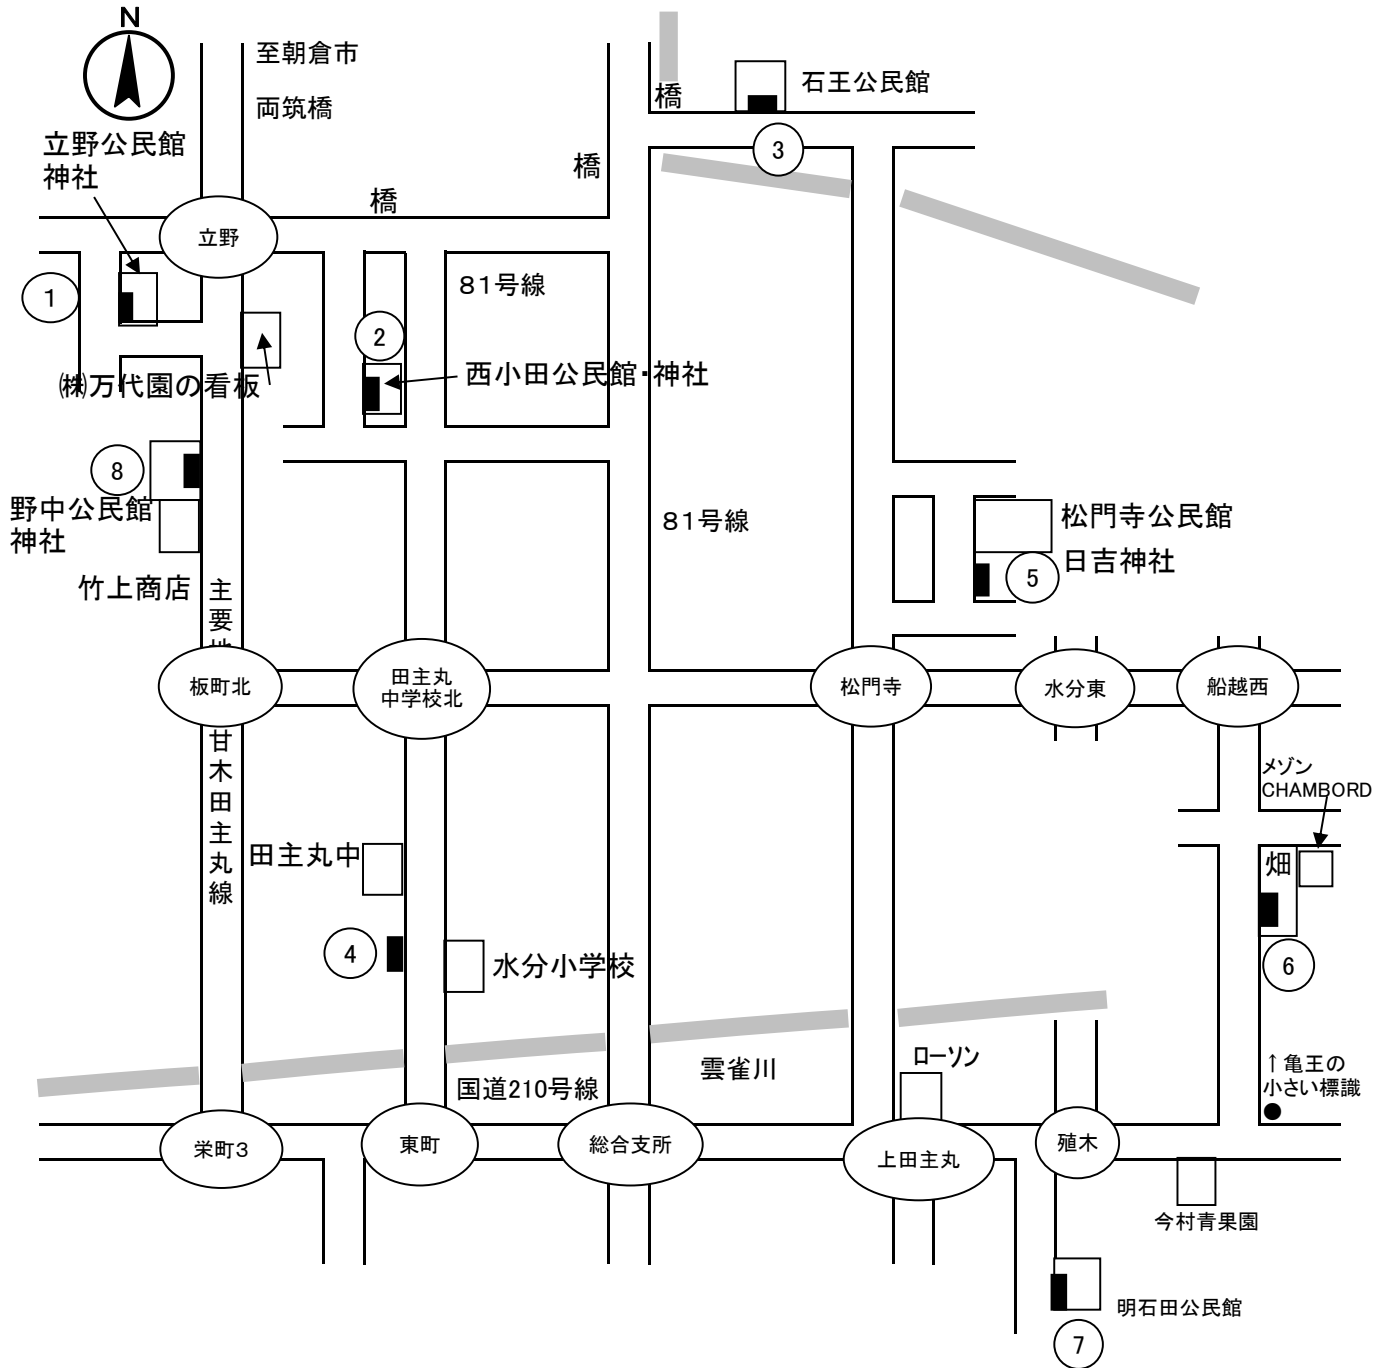 N
至朝倉市
両筑橋
橋
石王公民館
3
立野公民館
神社
橋
橋
立野
1
81号線
2
㈱万代園の看板
西小田公民館・神社
8
野中公民館
神社
竹上商店
81号線
松門寺公民館
日吉神社
5
主要
板町北
田主丸
中学校北
松門寺
水分東
船越西
甘木田主丸線
メゾン
CHAMBORD
田主丸中
畑
4
水分小学校
6
雲雀川
ローソン
国道210号線
↑亀王の
小さい標識
栄町3
東町
総合支所
上田主丸
殖木
今村青果園
明石田公民館
7